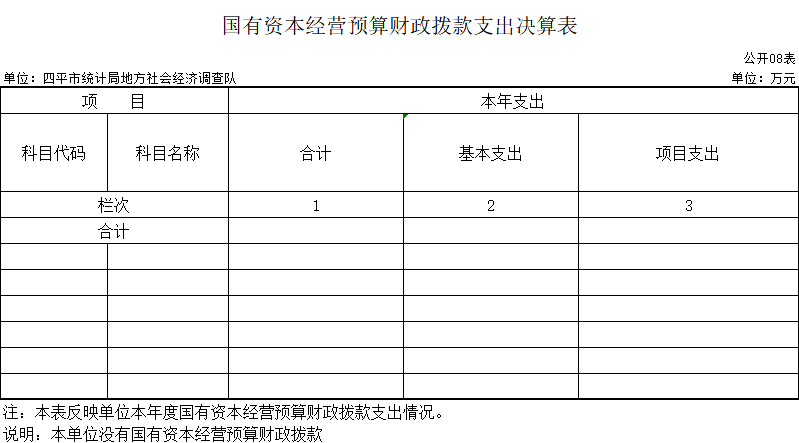 国有资本经营预算财政拨款支出决算表
公开08表
单位：四平市统计局地方社会经济调查队 单位：万元
项 目 本年支出
科目代码 科目名称 合计 基本支出 项目支出
栏次 1 2 3
合计
注：本表反映单位本年度国有资本经营预算财政拨款支出情况。
说明：本单位没有国有资本经营预算财政拨款